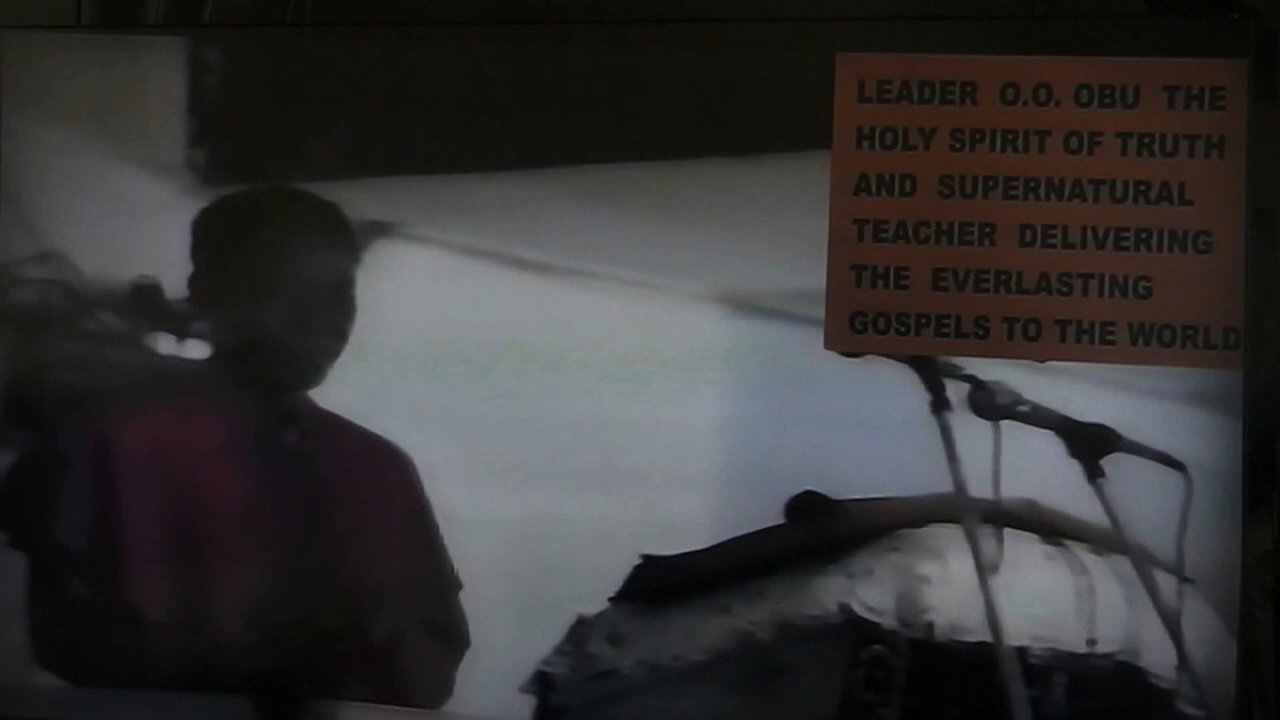 LEADER O.O. OBU THE
HOLY SPIRIT OF TRUTH
AND SUPERNATURAL
TEACHER DELIVERING
THE EVERLASTING
GOSPELS TO THE WORLD